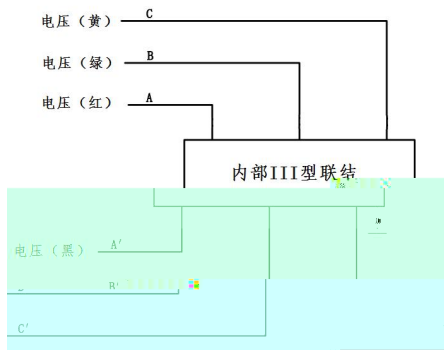 电压（黄） C
电压（绿） B
电压（红） A
内部III型联结
电压（黑） A′
B′
C′